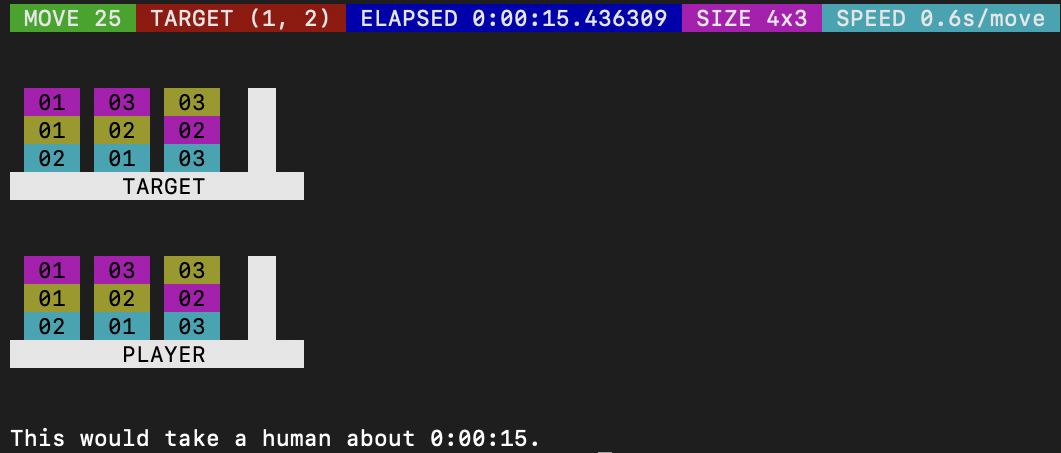 MOVE 25 TARGET (1, 2) ELAPSED 0:00:15.436309 SIZE 4x3 SPEED 0.6s/move
01 03 03
01 02 02
02 01 03
TARGET
01 03 03
01 02 02
02 01 03
PLAYER
This would take a human about 0:00:15.